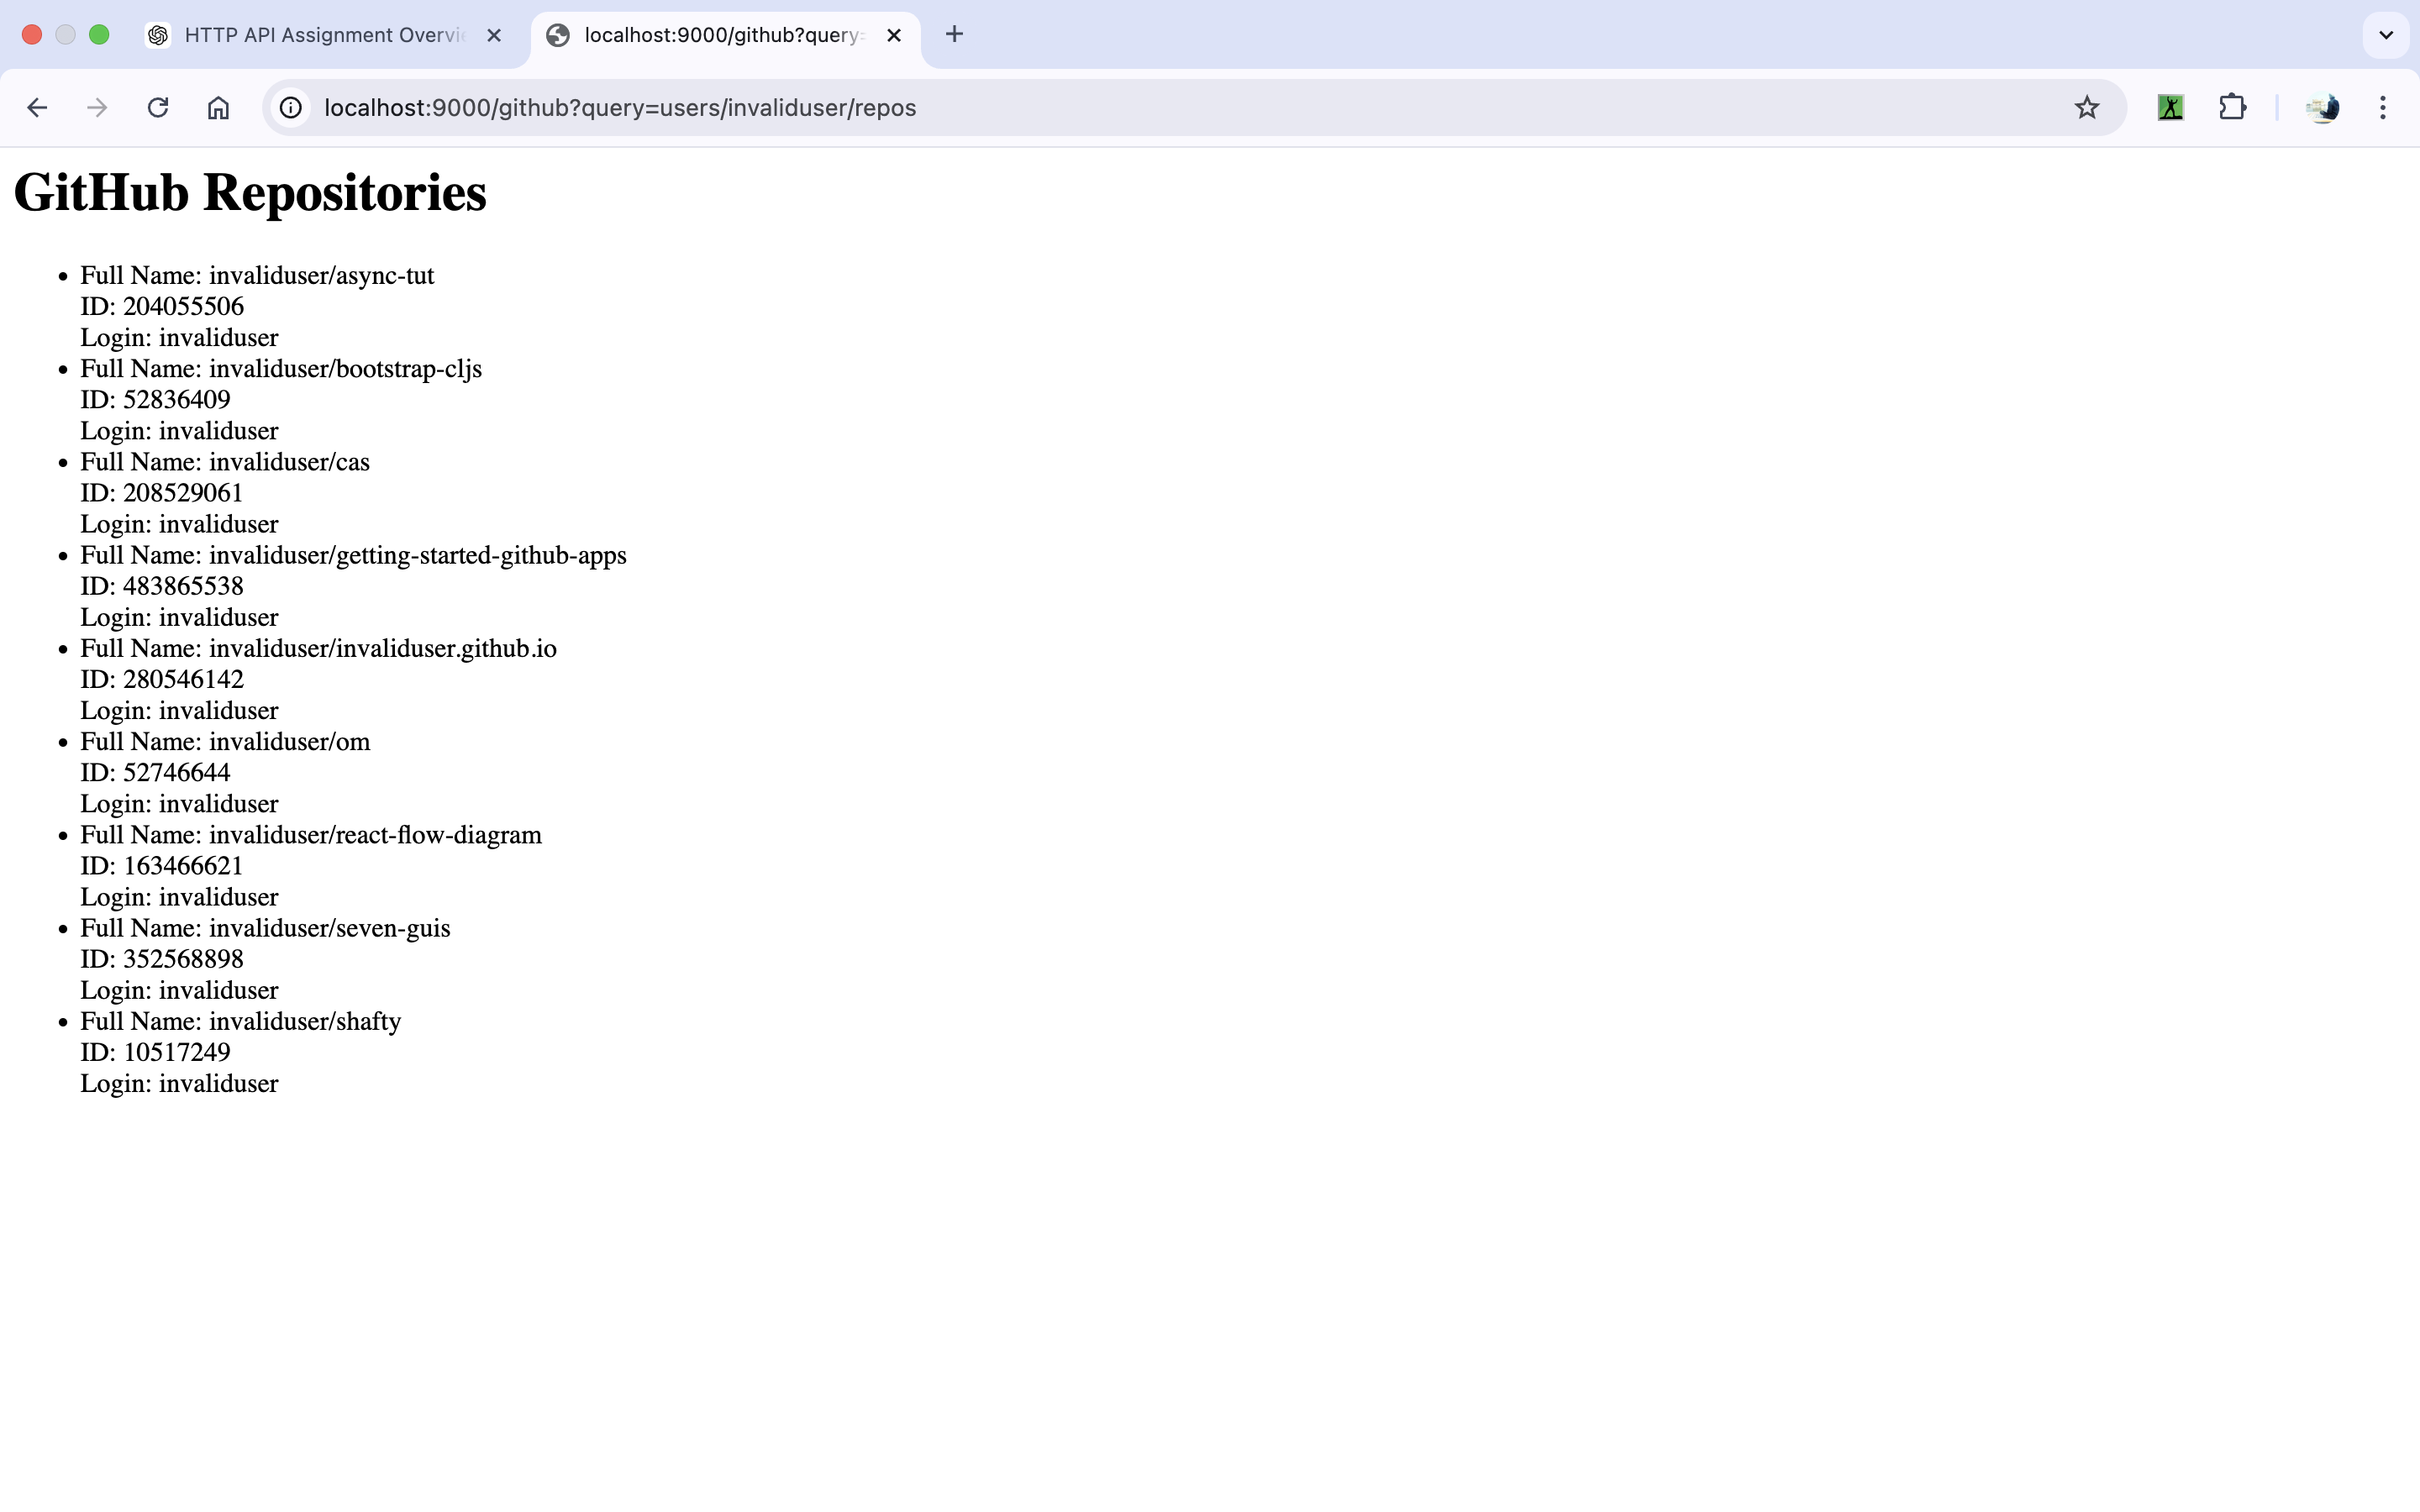 HTTP API Assignment Overvie
localhost:9000/github?query=
localhost:9000/github?query=users/invaliduser/repos
GitHub Repositories
Full Name: invaliduser/async-tut
ID: 204055506
Login: invaliduser
Full Name: invaliduser/bootstrap-cljs
ID: 52836409
Login: invaliduser
Full Name: invaliduser/cas
ID: 208529061
Login: invaliduser
Full Name: invaliduser/getting-started-github-apps
ID: 483865538
Login: invaliduser
Full Name: invaliduser/invaliduser.github.io
ID: 280546142
Login: invaliduser
Full Name: invaliduser/om
ID: 52746644
Login: invaliduser
Full Name: invaliduser/react-flow-diagram
ID: 163466621
Login: invaliduser
Full Name: invaliduser/seven-guis
ID: 352568898
Login: invaliduser
Full Name: invaliduser/shafty
ID: 10517249
Login: invaliduser